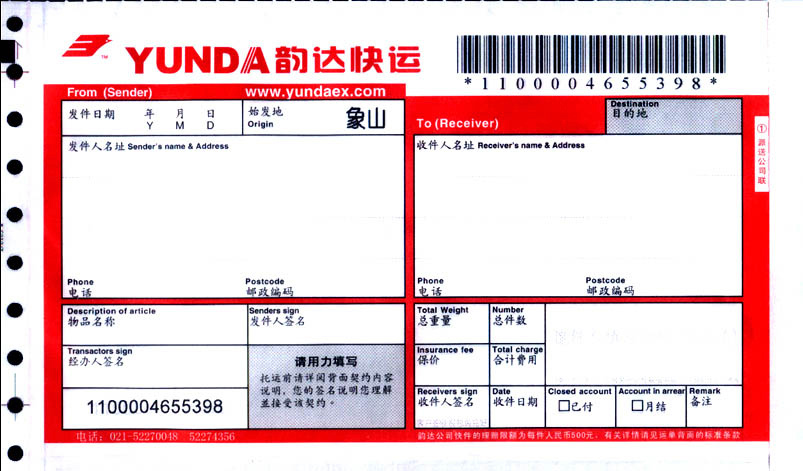 YUNDA韵达快运
TM
*1100004655398*
From (Sender)
www.yundaex.com
发件日期 年 月 日
Y M D
始发地
Origin
象山
To (Receiver)
Destination
目的地
发件人名址 Sender's name & Address
收件人名址 Receiver's name & Address
①派送公司联
Phone
电话
Postcode
邮政编码
Phone
电话
Postcode
邮政编码
Description of article
物品名称
Senders sign
发件人签名
Total Weight
总重量
Number
总件数
Transactors sign
经办人签名
请用力填写
托运前请详阅背面契约内容
说明，您的签名说明您理解
并接受该契约。
Insurance fee
保价
Total charge
合计费用
1100004655398
Receivers sign
收件人签名
Date
收件日期
Closed account
已付
Account in arrear
月结
Remark
备注
电话：021-52270048 52274356
韵达公司快件的理赔限额为每件人民币500元，有关详情请见运单背面的标准条款